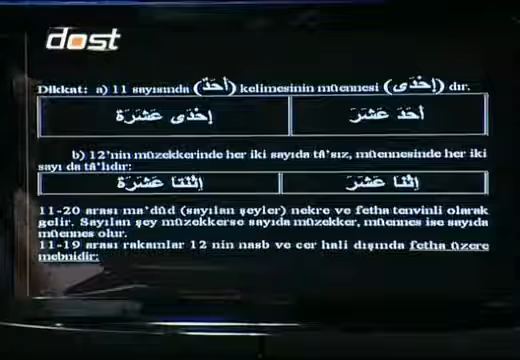 dost
Dikkat: a) 11 sayısında (أَحَدَ) kelimesinin müennesi (إِحْدَى) dır.
إِحْدَى عَشَرَةَ أَحَدَ عَشَرَ
b) 12'nin müzekkerinde her iki sayıda tâ'sız, müennesinde her iki
sayı da tâ'lıdır:
اِثْنَتَا عَشَرَةَ اِثْنَا عَشَرَ
11-20 arası ma'dûd (sayılan şeyler) nekre ve fetha tenvinli olarak
gelir. Sayılan şey müzekkerse sayıda müzekker, müennes ise sayıda
müennes olur.
11-19 arası rakamlar 12 nin nasb ve cer hali dışında fetha üzere
mebnidir: